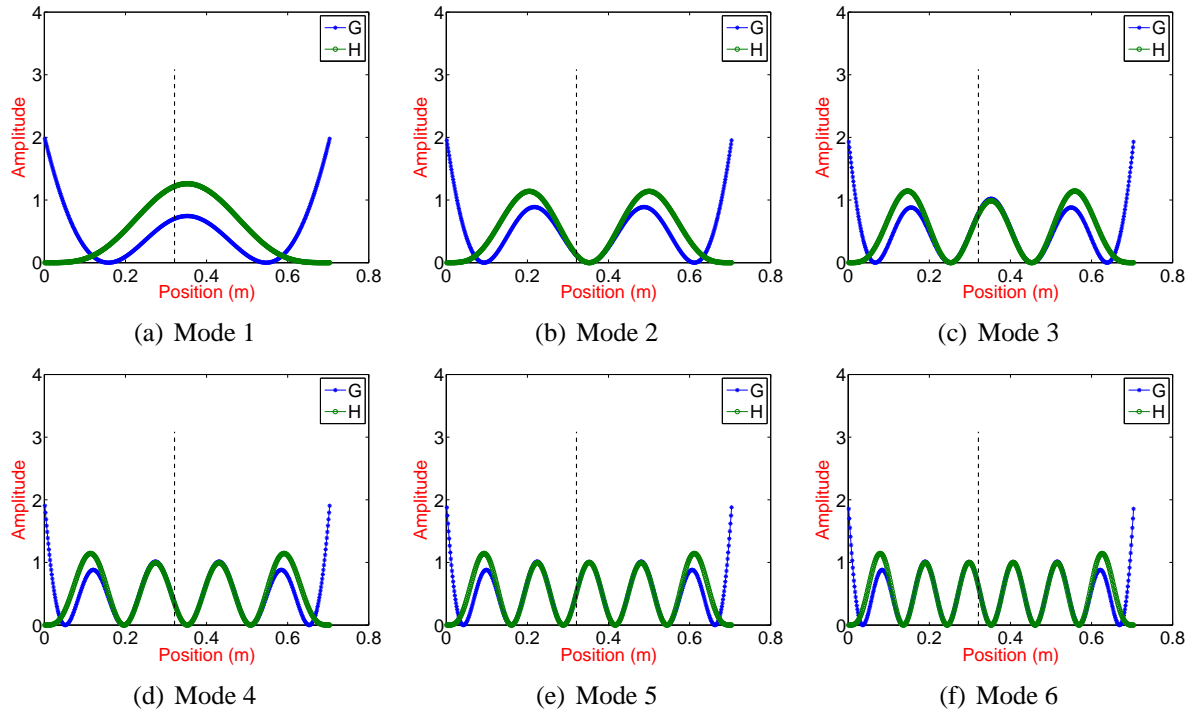 4
3
2
1
0
0
0.2
0.4
0.6
0.8
Amplitude
Position (m)
G
H
(a) Mode 1
4
3
2
1
0
0
0.2
0.4
0.6
0.8
Amplitude
Position (m)
G
H
(b) Mode 2
4
3
2
1
0
0
0.2
0.4
0.6
0.8
Amplitude
Position (m)
G
H
(c) Mode 3
4
3
2
1
0
0
0.2
0.4
0.6
0.8
Amplitude
Position (m)
G
H
(d) Mode 4
4
3
2
1
0
0
0.2
0.4
0.6
0.8
Amplitude
Position (m)
G
H
(e) Mode 5
4
3
2
1
0
0
0.2
0.4
0.6
0.8
Amplitude
Position (m)
G
H
(f) Mode 6